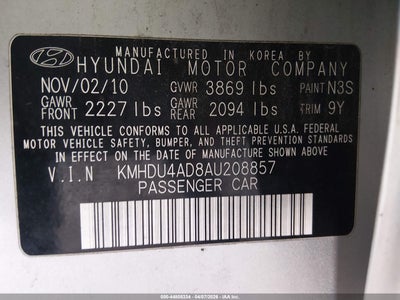 MANUFACTURED IN KOREA BY
HYUNDAI MOTOR COMPANY
NOV/02/10 GVWR 3869 lbs PAINT N3S
GAWR FRONT 2227 lbs GAWR REAR 2094 lbs TRIM 9Y
THIS VEHICLE CONFORMS TO ALL APPLICABLE U.S.A. FEDERAL
MOTOR VEHICLE SAFETY, BUMPER, AND THEFT PREVENTION
STANDARDS IN EFFECT ON THE DATE OF MANUFACTURE SHOWN ABOVE.
V.I.N KMHDU4AD8AU208857
PASSENGER CAR